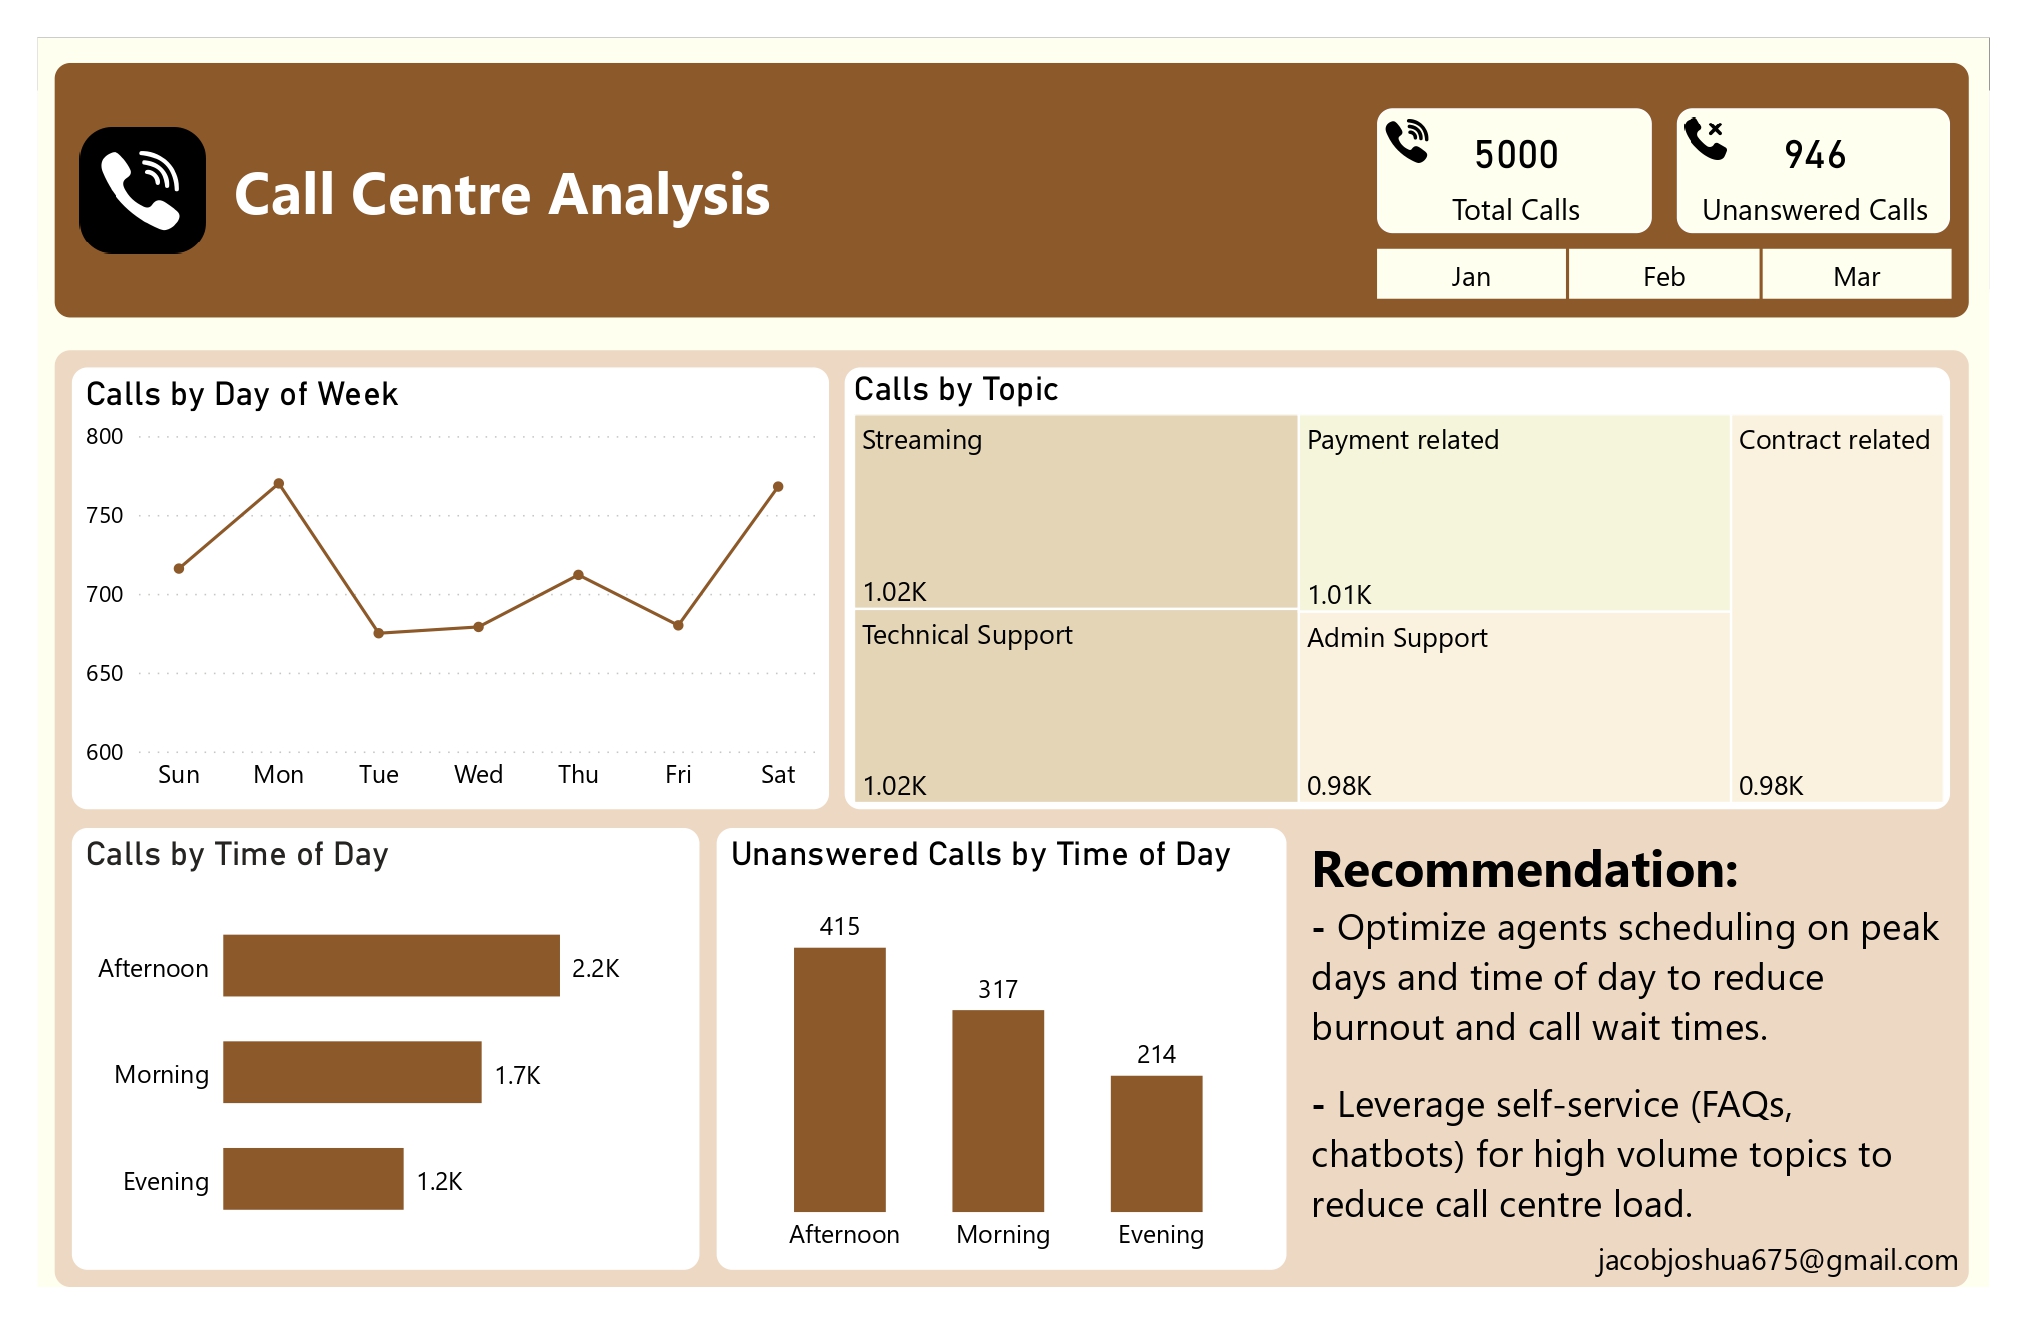 Call Centre Analysis
5000
Total Calls
946
Unanswered Calls
Jan
Feb
Mar
Calls by Day of Week
800
750
700
650
600
Sun
Mon
Tue
Wed
Thu
Fri
Sat
Calls by Topic
Streaming
1.02K
Technical Support
1.02K
Payment related
1.01K
Admin Support
0.98K
Contract related
0.98K
Calls by Time of Day
Afternoon
2.2K
Morning
1.7K
Evening
1.2K
Unanswered Calls by Time of Day
415
317
214
Afternoon
Morning
Evening
Recommendation:
- Optimize agents scheduling on peak
days and time of day to reduce
burnout and call wait times.
- Leverage self-service (FAQs,
chatbots) for high volume topics to
reduce call centre load.
jacobjoshua675@gmail.com